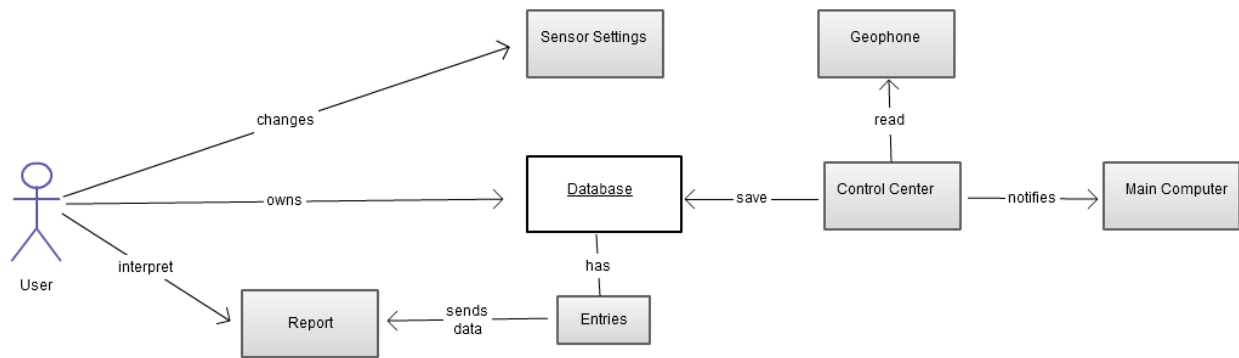 Sensor Settings
Geophone
changes
read
Database
Control Center
Main Computer
owns
save
notifies
User
interpret
has
Report
sends
data
Entries